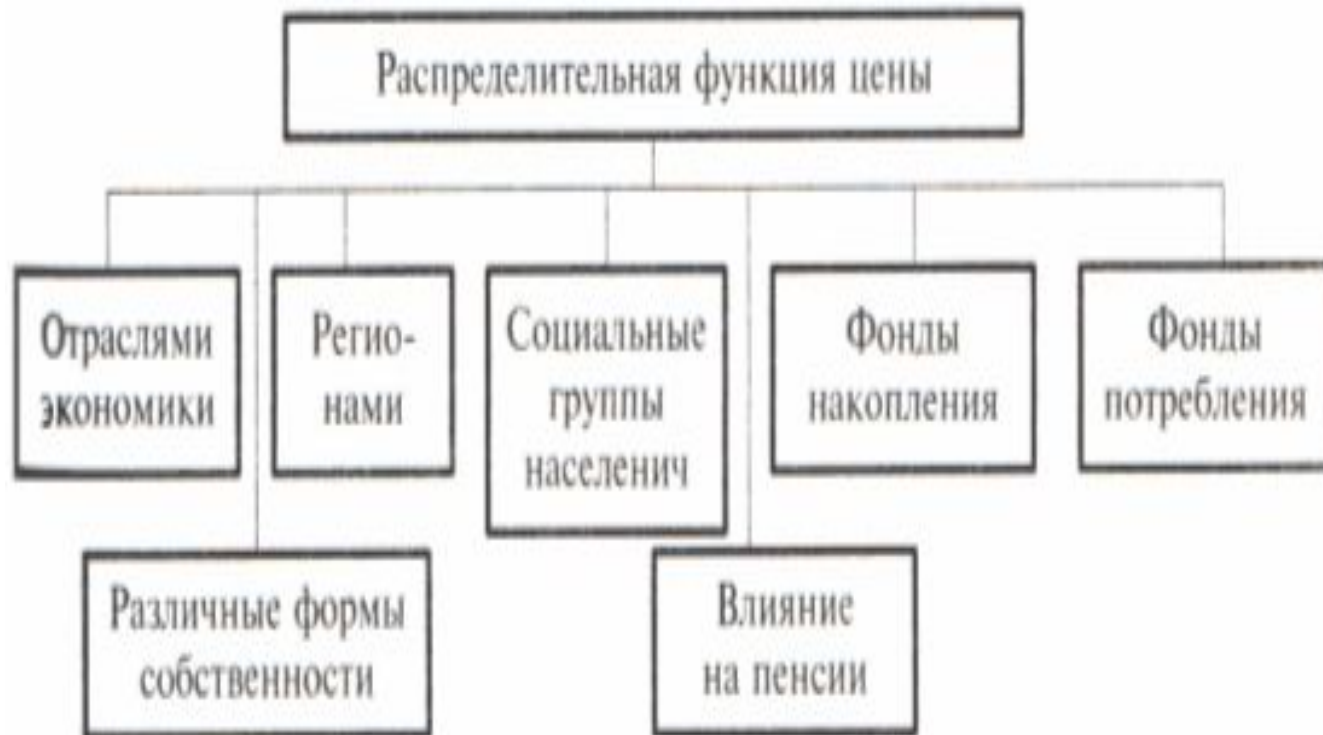 Распределительная функция цены
Отраслями
экономики
Регио-
нами
Социальные
группы
населенич
Фонды
накопления
Фонды
потребления
Различные формы
собственности
Влияние
на пенсии